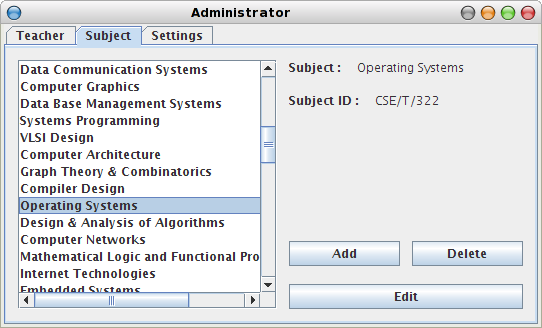 Administrator
Teacher Subject Settings
Data Communication Systems
Computer Graphics
Data Base Management Systems
Systems Programming
VLSI Design
Computer Architecture
Graph Theory & Combinatorics
Compiler Design
Operating Systems
Design & Analysis of Algorithms
Computer Networks
Mathematical Logic and Functional Pro
Internet Technologies
Embedded Systems
Subject : Operating Systems
Subject ID : CSE/T/322
Add Delete
Edit